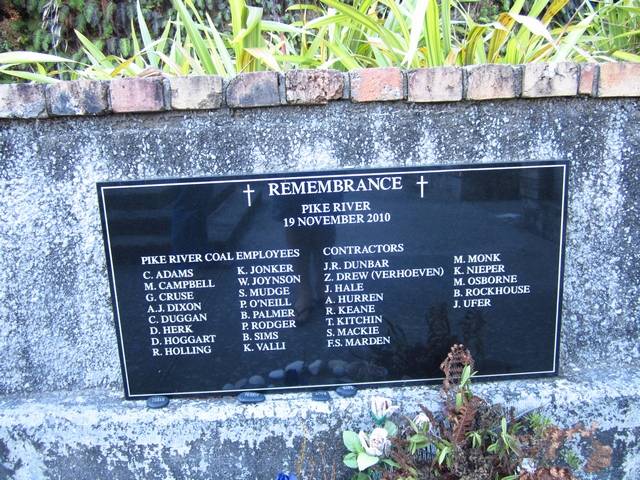 REMEMBRANCE
PIKE RIVER
19 NOVEMBER 2010
PIKE RIVER COAL EMPLOYEES
C. ADAMS
M. CAMPBELL
G. CRUSE
A.J. DIXON
C. DUGGAN
D. HERK
D. HOGGART
R. HOLLING
K. JONKER
W. JOYNSON
S. MUDGE
P. O'NEILL
B. PALMER
P. RODGER
B. SIMS
K. VALLI
CONTRACTORS
J.R. DUNBAR
Z. DREW (VERHOEVEN)
J. HALE
A. HURREN
R. KEANE
T. KITCHIN
S. MACKIE
F.S. MARDEN
M. MONK
K. NIEPER
M. OSBORNE
B. ROCKHOUSE
J. UFER